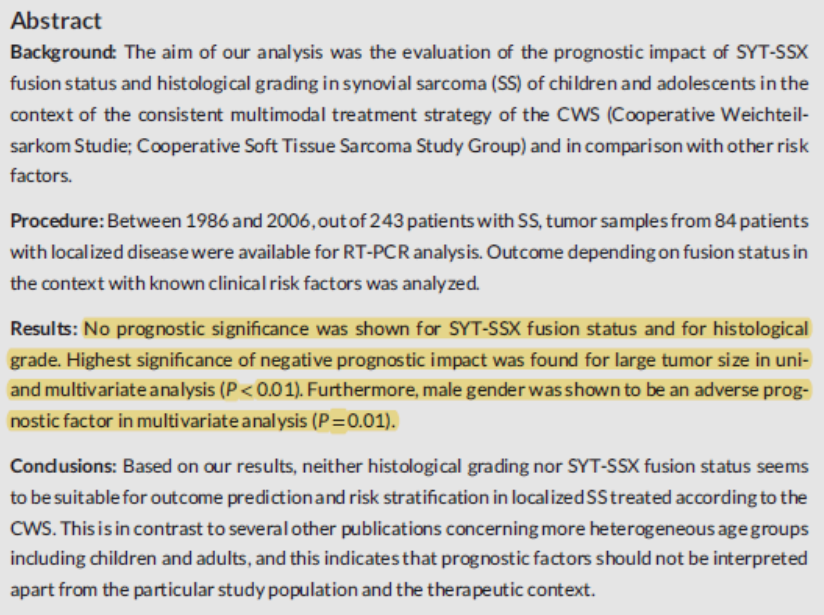 Abstract
Background: The aim of our analysis was the evaluation of the prognostic impact of SYT-SSX
fusion status and histological grading in synovial sarcoma (SS) of children and adolescents in the
context of the consistent multimodal treatment strategy of the CWS (Cooperative Weichteil-
sarkom Studie; Cooperative Soft Tissue Sarcoma Study Group) and in comparison with other risk
factors.
Procedure: Between 1986 and 2006, out of 243 patients with SS, tumor samples from 84 patients
with localized disease were available for RT-PCR analysis. Outcome depending on fusion status in
the context with known clinical risk factors was analyzed.
Results: No prognostic significance was shown for SYT-SSX fusion status and for histological
grade. Highest significance of negative prognostic impact was found for large tumor size in uni-
and multivariate analysis (P < 0.01). Furthermore, male gender was shown to be an adverse prog-
nostic factor in multivariate analysis (P = 0.01).
Conclusions: Based on our results, neither histological grading nor SYT-SSX fusion status seems
to be suitable for outcome prediction and risk stratification in localized SS treated according to the
CWS. This is in contrast to several other publications concerning more heterogeneous age groups
including children and adults, and this indicates that prognostic factors should not be interpreted
apart from the particular study population and the therapeutic context.